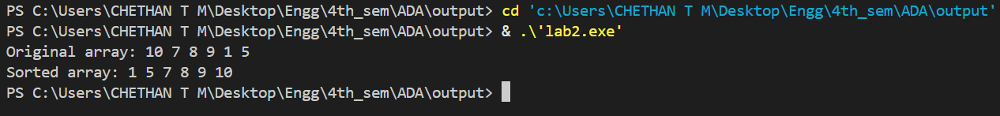 PS C:\Users\CHETHAN T M\Desktop\Engg\4th_sem\ADA\output> cd 'c:\Users\CHETHAN T M\Desktop\Engg\4th_sem\ADA\output'
PS C:\Users\CHETHAN T M\Desktop\Engg\4th_sem\ADA\output> & .\'lab2.exe'
Original array: 10 7 8 9 1 5
Sorted array: 1 5 7 8 9 10
PS C:\Users\CHETHAN T M\Desktop\Engg\4th_sem\ADA\output>